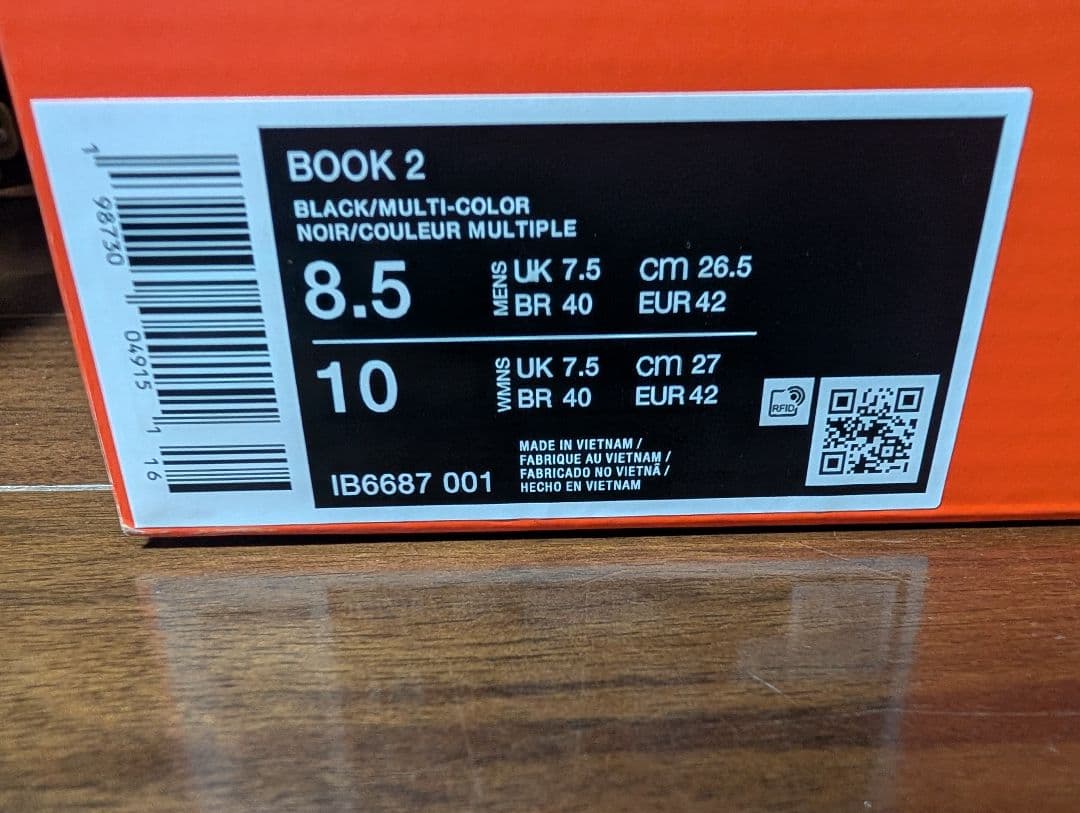 BOOK 2
BLACK/MULTI-COLOR
NOIR/COULEUR MULTIPLE
8.5 MENS UK 7.5 cm 26.5
BR 40 EUR 42
10 WMNS UK 7.5 cm 27
BR 40 EUR 42
RFID
MADE IN VIETNAM /
FABRIQUE AU VIETNAM /
FABRICADO NO VIETNÃ /
HECHO EN VIETNAM
IB6687 001
1 98730 04915 1 16